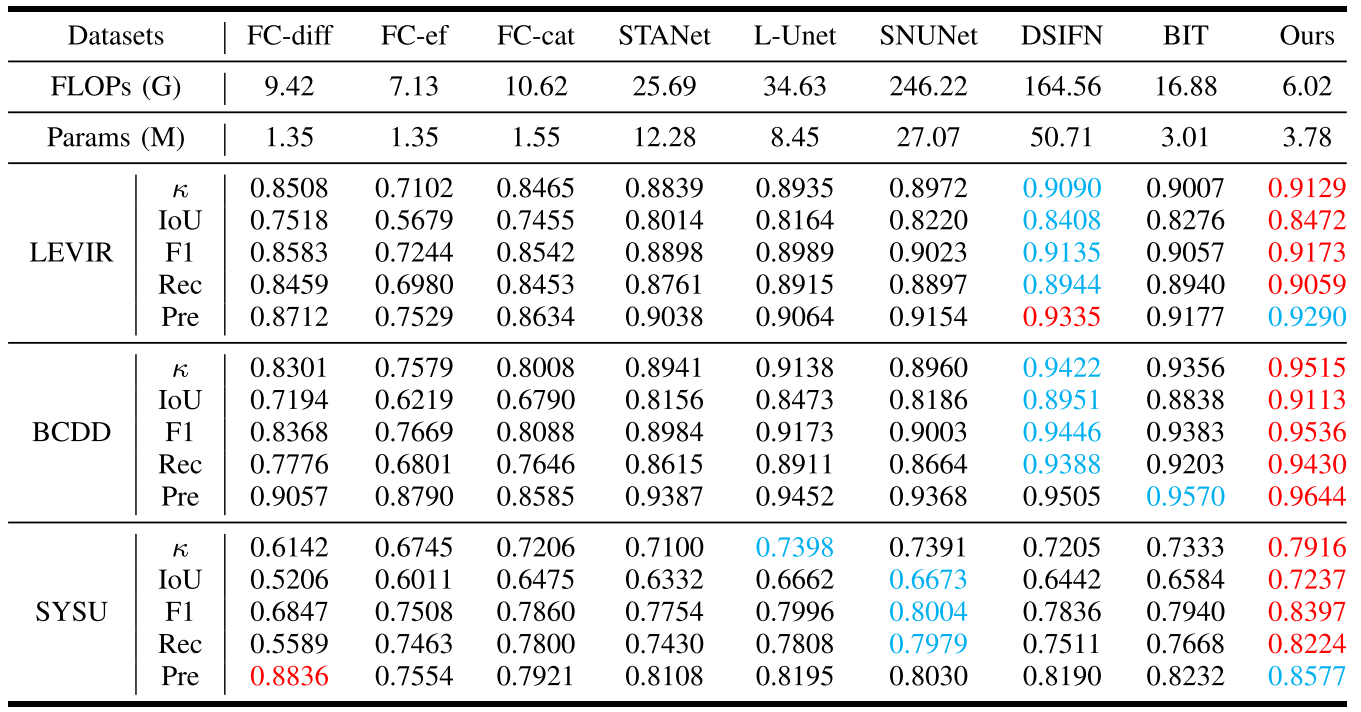 Datasets FC-diff FC-ef FC-cat STANet L-Unet SNUNet DSIFN BIT Ours
FLOPs (G) 9.42 7.13 10.62 25.69 34.63 246.22 164.56 16.88 6.02
Params (M) 1.35 1.35 1.55 12.28 8.45 27.07 50.71 3.01 3.78
κ 0.8508 0.7102 0.8465 0.8839 0.8935 0.8972 0.9090 0.9007 0.9129
IoU 0.7518 0.5679 0.7455 0.8014 0.8164 0.8220 0.8408 0.8276 0.8472
LEVIR F1 0.8583 0.7244 0.8542 0.8898 0.8989 0.9023 0.9135 0.9057 0.9173
Rec 0.8459 0.6980 0.8453 0.8761 0.8915 0.8897 0.8944 0.8940 0.9059
Pre 0.8712 0.7529 0.8634 0.9038 0.9064 0.9154 0.9335 0.9177 0.9290
κ 0.8301 0.7579 0.8008 0.8941 0.9138 0.8960 0.9422 0.9356 0.9515
IoU 0.7194 0.6219 0.6790 0.8156 0.8473 0.8186 0.8951 0.8838 0.9113
BCDD F1 0.8368 0.7669 0.8088 0.8984 0.9173 0.9003 0.9446 0.9383 0.9536
Rec 0.7776 0.6801 0.7646 0.8615 0.8911 0.8664 0.9388 0.9203 0.9430
Pre 0.9057 0.8790 0.8585 0.9387 0.9452 0.9368 0.9505 0.9570 0.9644
κ 0.6142 0.6745 0.7206 0.7100 0.7398 0.7391 0.7205 0.7333 0.7916
IoU 0.5206 0.6011 0.6475 0.6332 0.6662 0.6673 0.6442 0.6584 0.7237
SYSU F1 0.6847 0.7508 0.7860 0.7754 0.7996 0.8004 0.7836 0.7940 0.8397
Rec 0.5589 0.7463 0.7800 0.7430 0.7808 0.7979 0.7511 0.7668 0.8224
Pre 0.8836 0.7554 0.7921 0.8108 0.8195 0.8030 0.8190 0.8232 0.8577